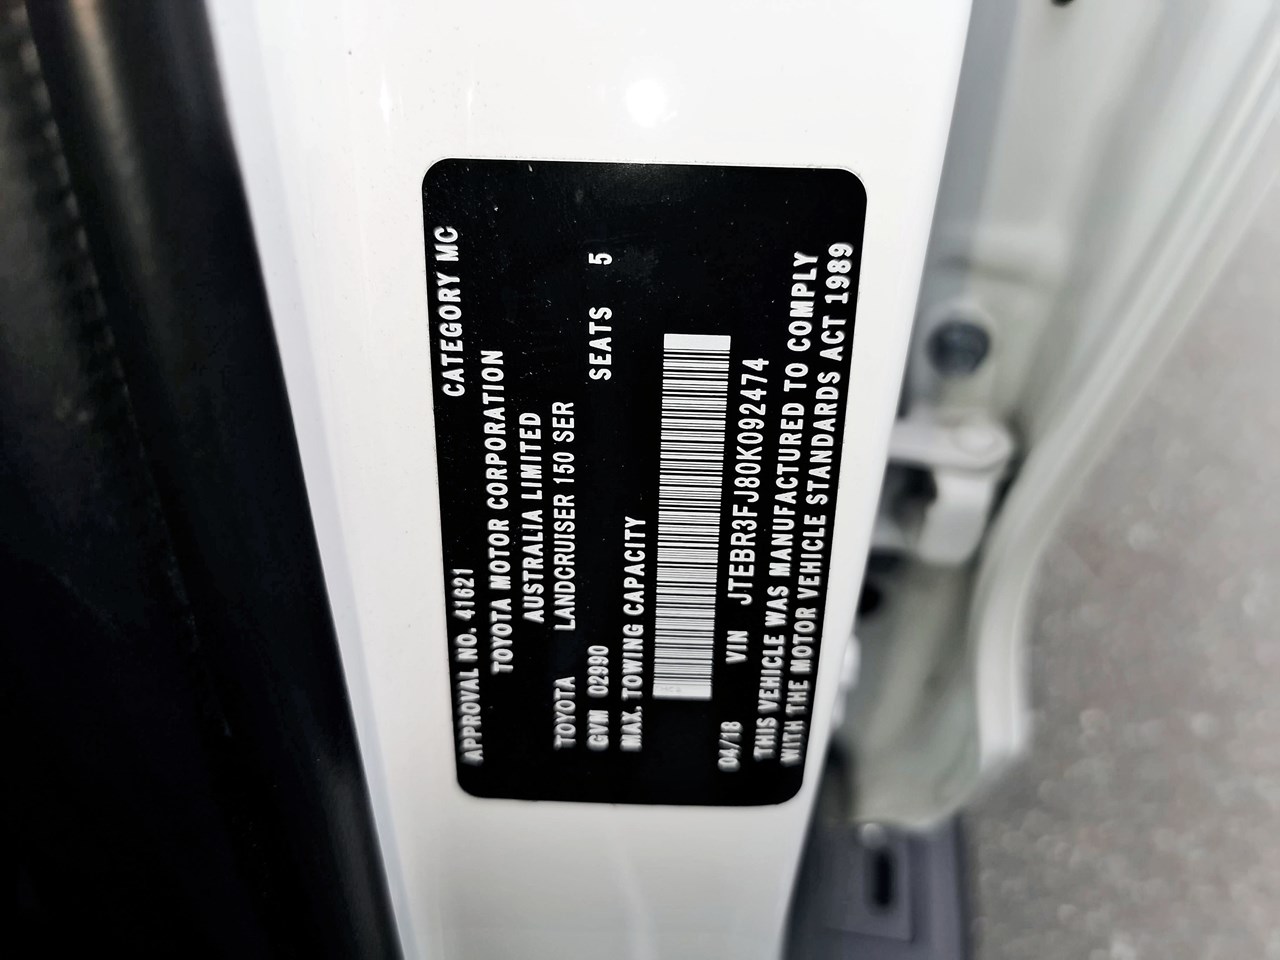 APPROVAL NO. 41621 CATEGORY MC
TOYOTA MOTOR CORPORATION
AUSTRALIA LIMITED
TOYOTA LANDCRUISER 150 SER
GVM 02990 SEATS 5
MAX. TOWING CAPACITY
04/18 VIN JTEBR3FJ80K092474
THIS VEHICLE WAS MANUFACTURED TO COMPLY
WITH THE MOTOR VEHICLE STANDARDS ACT 1989